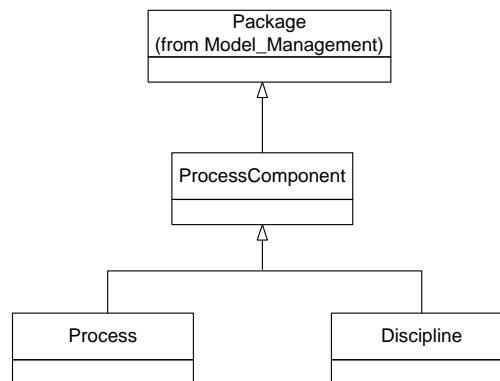 Package
(from Model_Management)
ProcessComponent
Process
Discipline